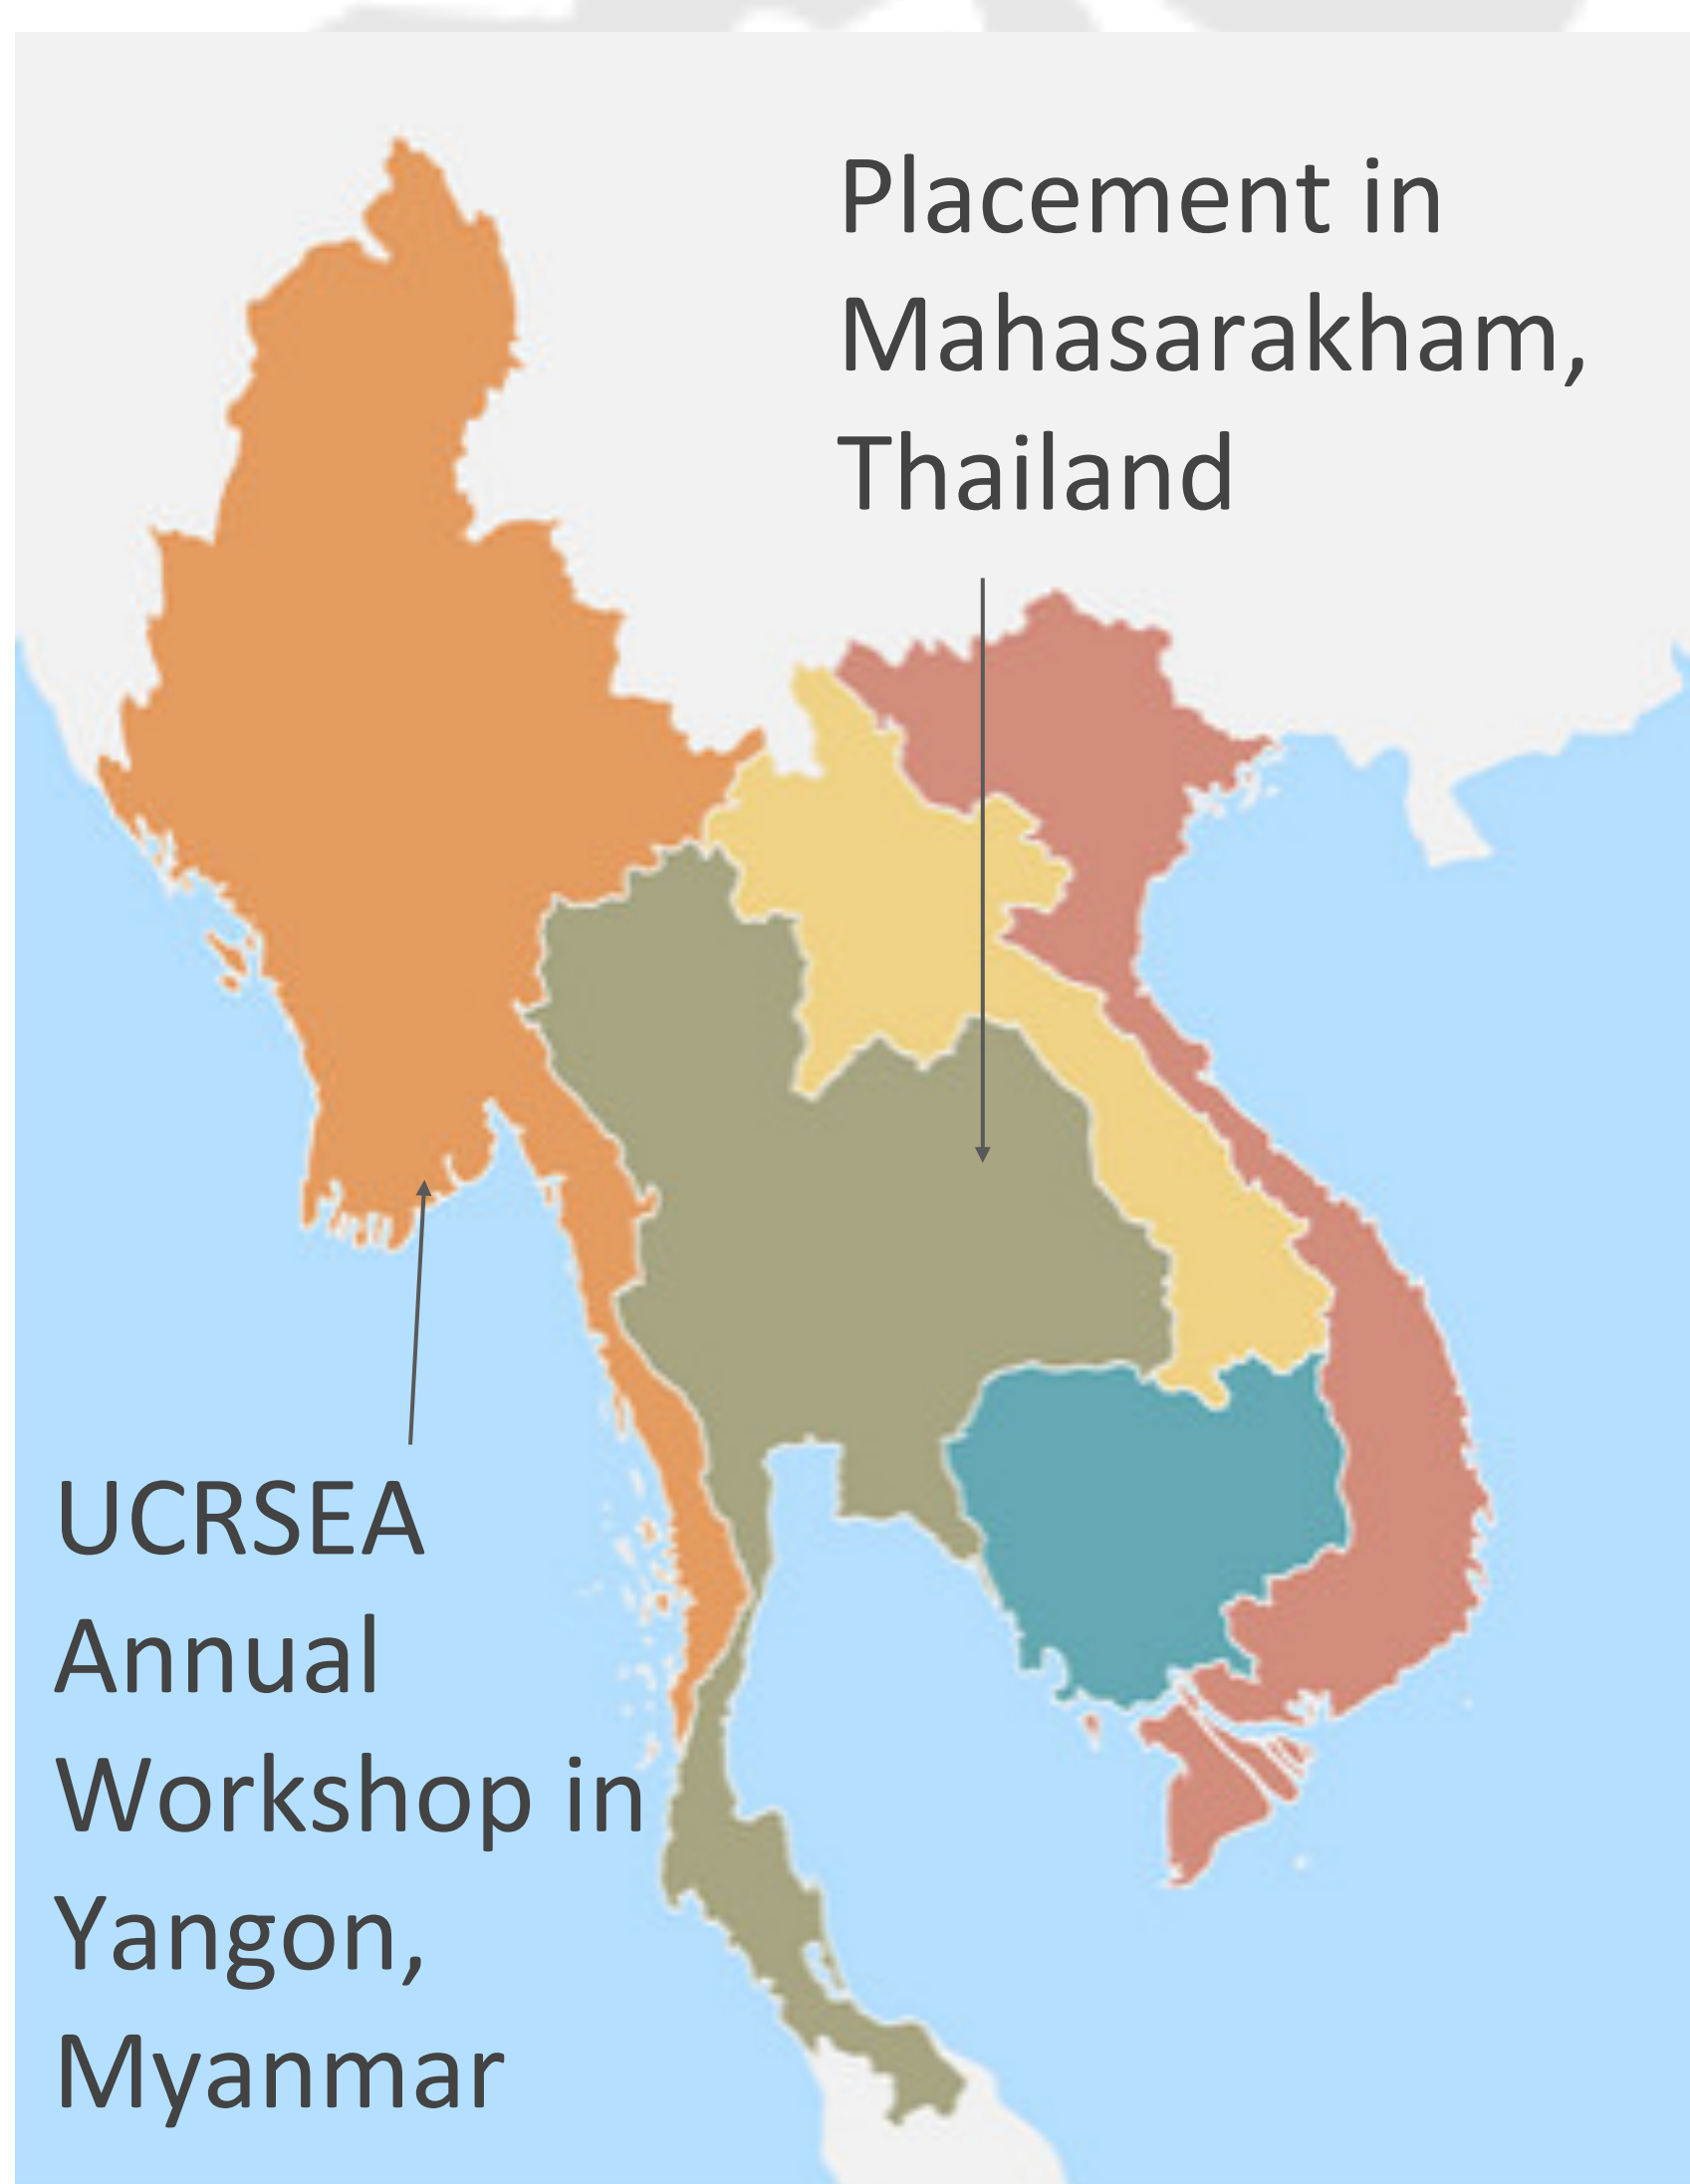 Placement in
Mahasarakham,
Thailand
UCRSEA
Annual
Workshop in
Yangon,
Myanmar